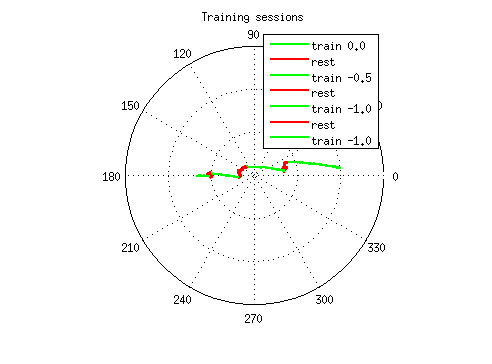 Training sessions
90
120
150
180
210
240
270
300
330
0
train 0.0
rest
train -0.5
rest
train -1.0
rest
train -1.0